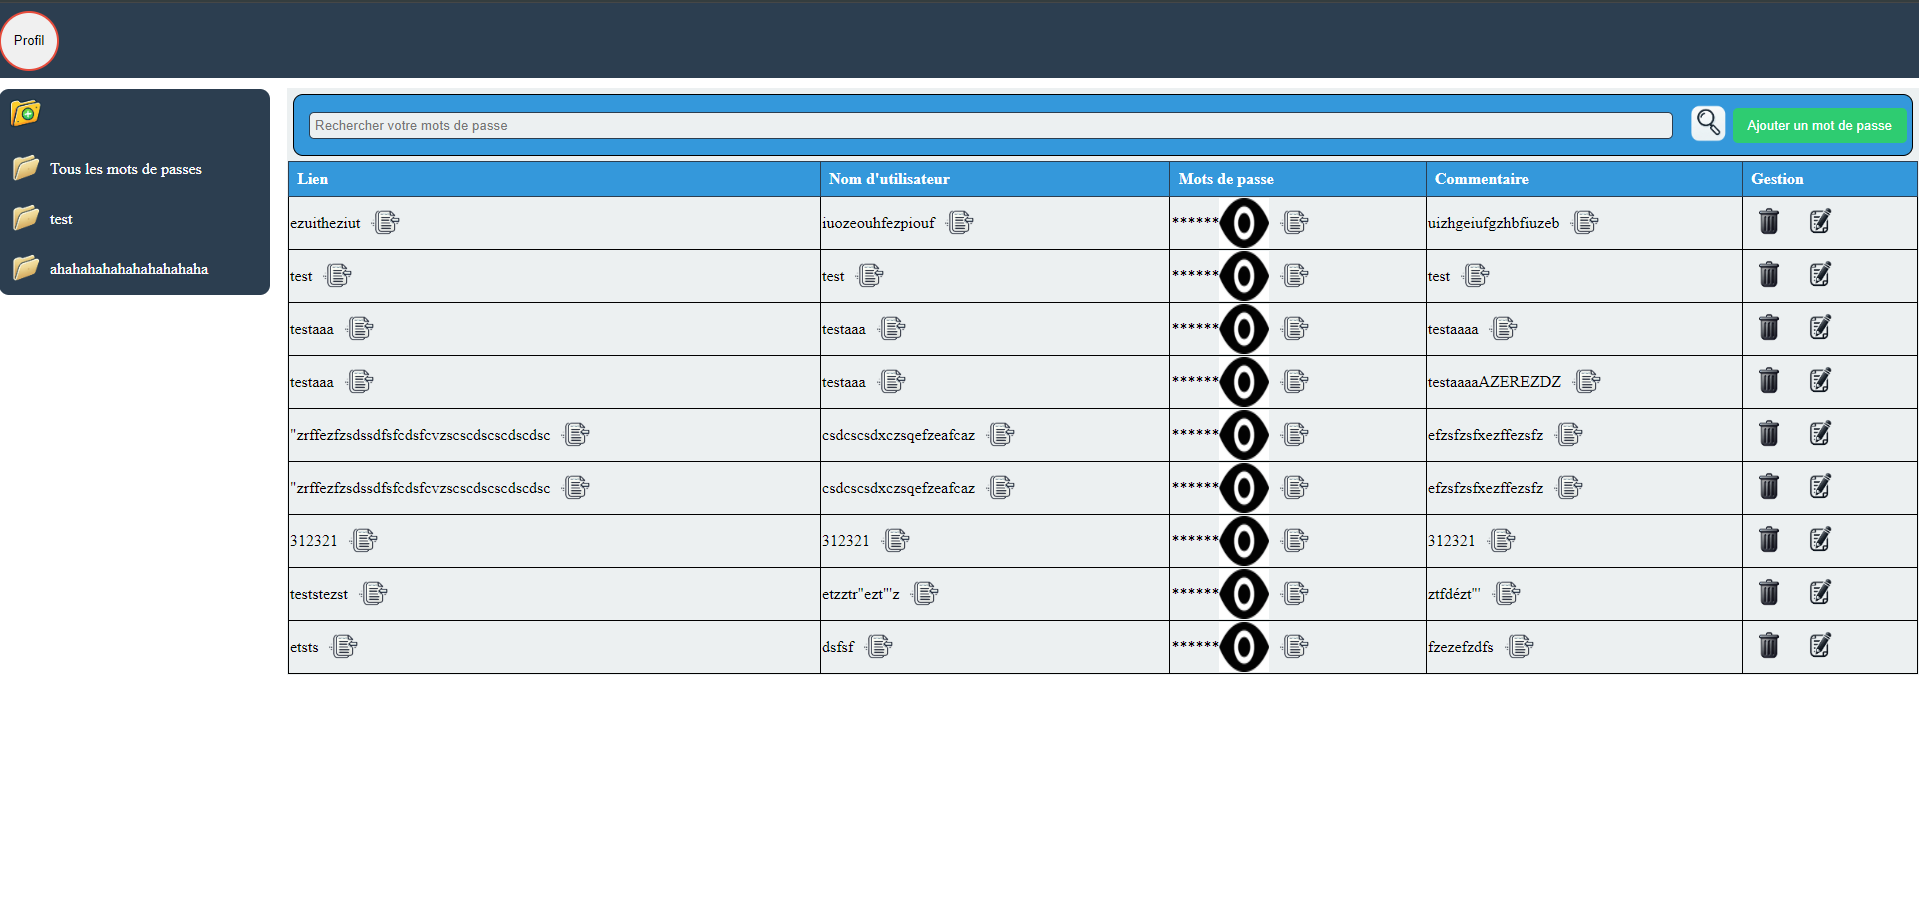 Profil
Tous les mots de passes
test
ahahahahahahahahahaha
Rechercher votre mots de passe
Ajouter un mot de passe
Lien Nom d'utilisateur Mots de passe Commentaire Gestion
ezuitheziut iuozeouhfezpiouf ****** uizhgeiufgzhbfiuzeb
test test ****** test
testaaa testaaa ****** testaaaa
testaaa testaaa ****** testaaaaAZEREZDZ
"zrffezfzsdssdfsfcdsfcvzscscdscscdscdsc csdcscsdxczsqefzeafcaz ****** efzsfzsfxezffezsfz
"zrffezfzsdssdfsfcdsfcvzscscdscscdscdsc csdcscsdxczsqefzeafcaz ****** efzsfzsfxezffezsfz
312321 312321 ****** 312321
teststezst etzztr"ezt"'z ****** ztfdézt"'
etsts dsfsf ****** fzezefzdfs